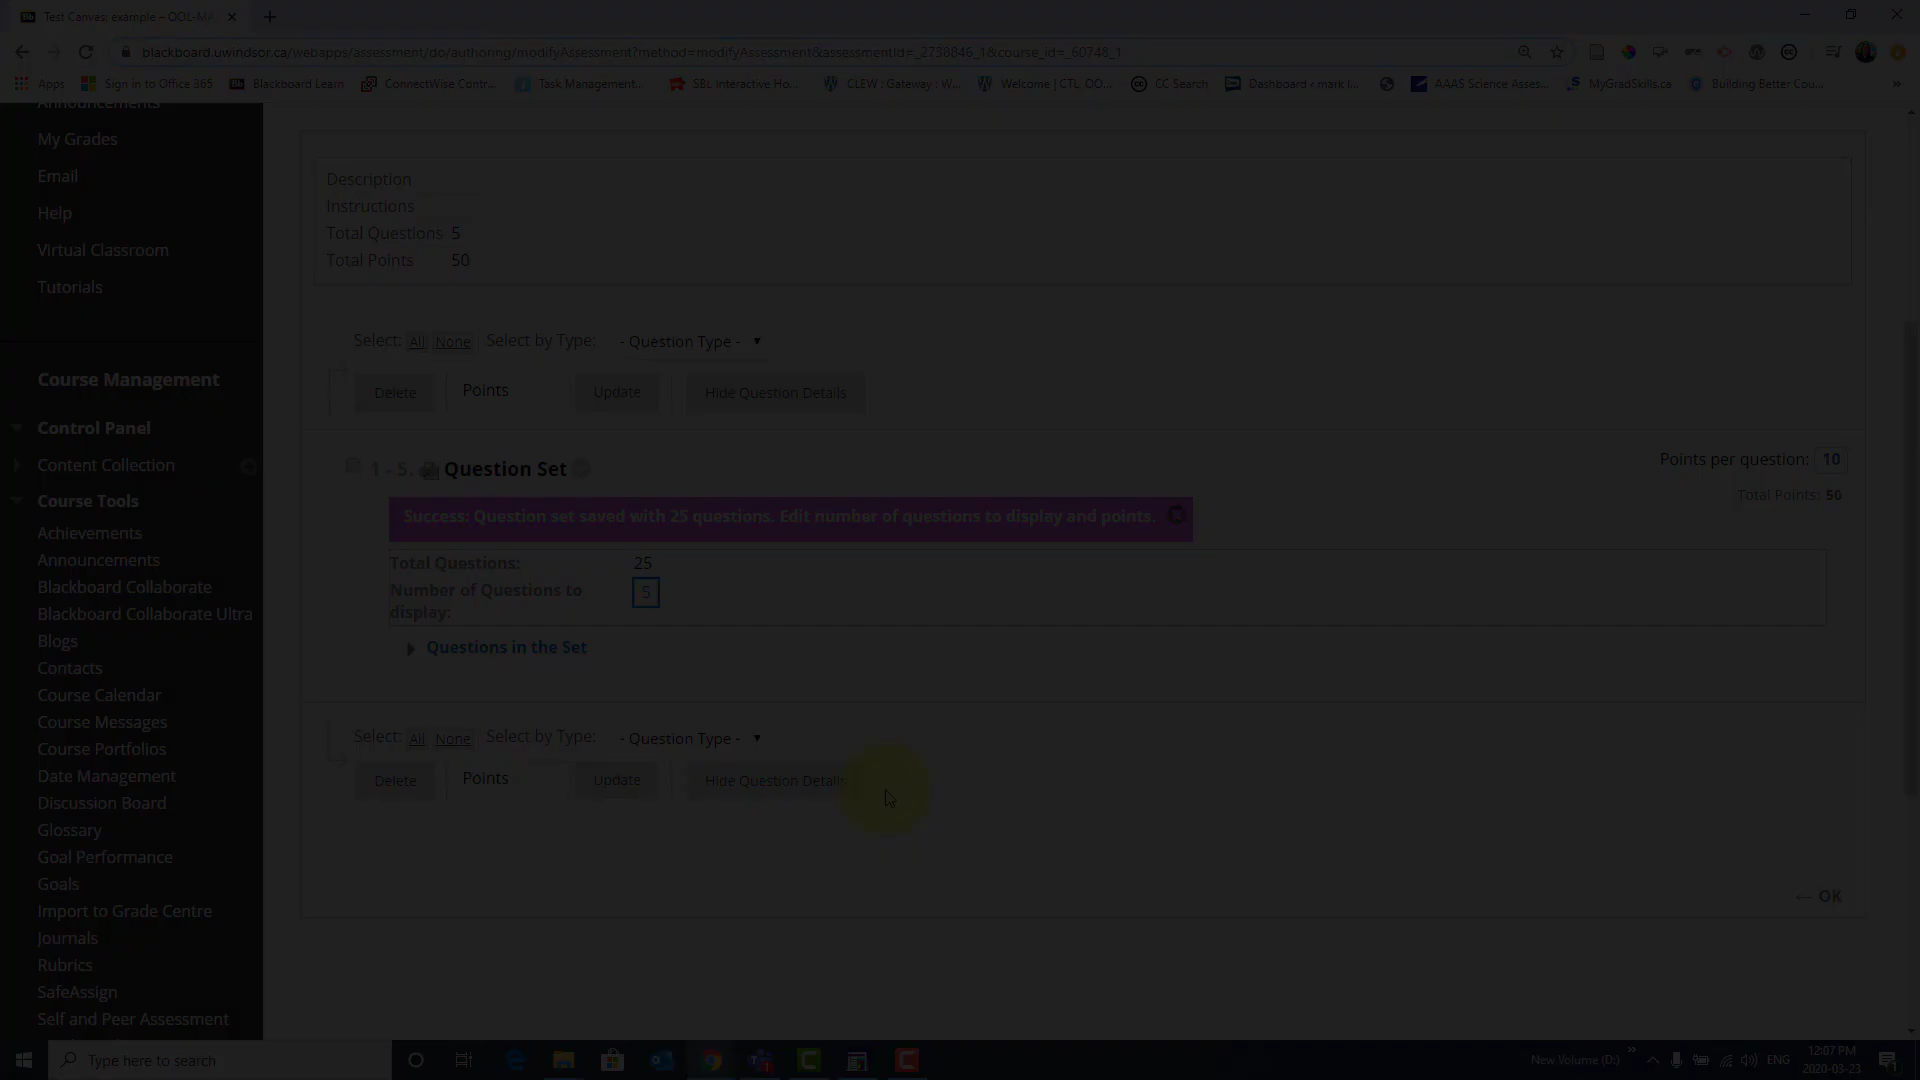 Test Canvas: example – OOL-MA
blackboard.uwindsor.ca/webapps/assessment/do/authoring/modifyAssessment?method=modifyAssessment&assessmentId=_2738846_1&course_id=_60748_1
Apps Sign in to Office 365 Blackboard Learn ConnectWise Contr... Task Management... SBL Interactive Ho... CLEW : Gateway : W... Welcome | CTL: OO... CC Search Dashboard ‹ mark l... AAAS Science Asses... MyGradSkills.ca Building Better Cou... »
Announcements
My Grades
Email
Help
Virtual Classroom
Tutorials
Course Management
Control Panel
Content Collection
Course Tools
Achievements
Announcements
Blackboard Collaborate
Blackboard Collaborate Ultra
Blogs
Contacts
Course Calendar
Course Messages
Course Portfolios
Date Management
Discussion Board
Glossary
Goal Performance
Goals
Import to Grade Centre
Journals
Rubrics
SafeAssign
Self and Peer Assessment
Description
Instructions
Total Questions 5
Total Points 50
Select: All None Select by Type: - Question Type -
Delete Points Update Hide Question Details
1 - 5. Question Set
Points per question: 10
Total Points: 50
Success: Question set saved with 25 questions. Edit number of questions to display and points.
Total Questions: 25
Number of Questions to display: 5
Questions in the Set
Select: All None Select by Type: - Question Type -
Delete Points Update Hide Question Details
← OK
Type here to search
New Volume (D:) » ENG 12:07 PM
2020-03-23